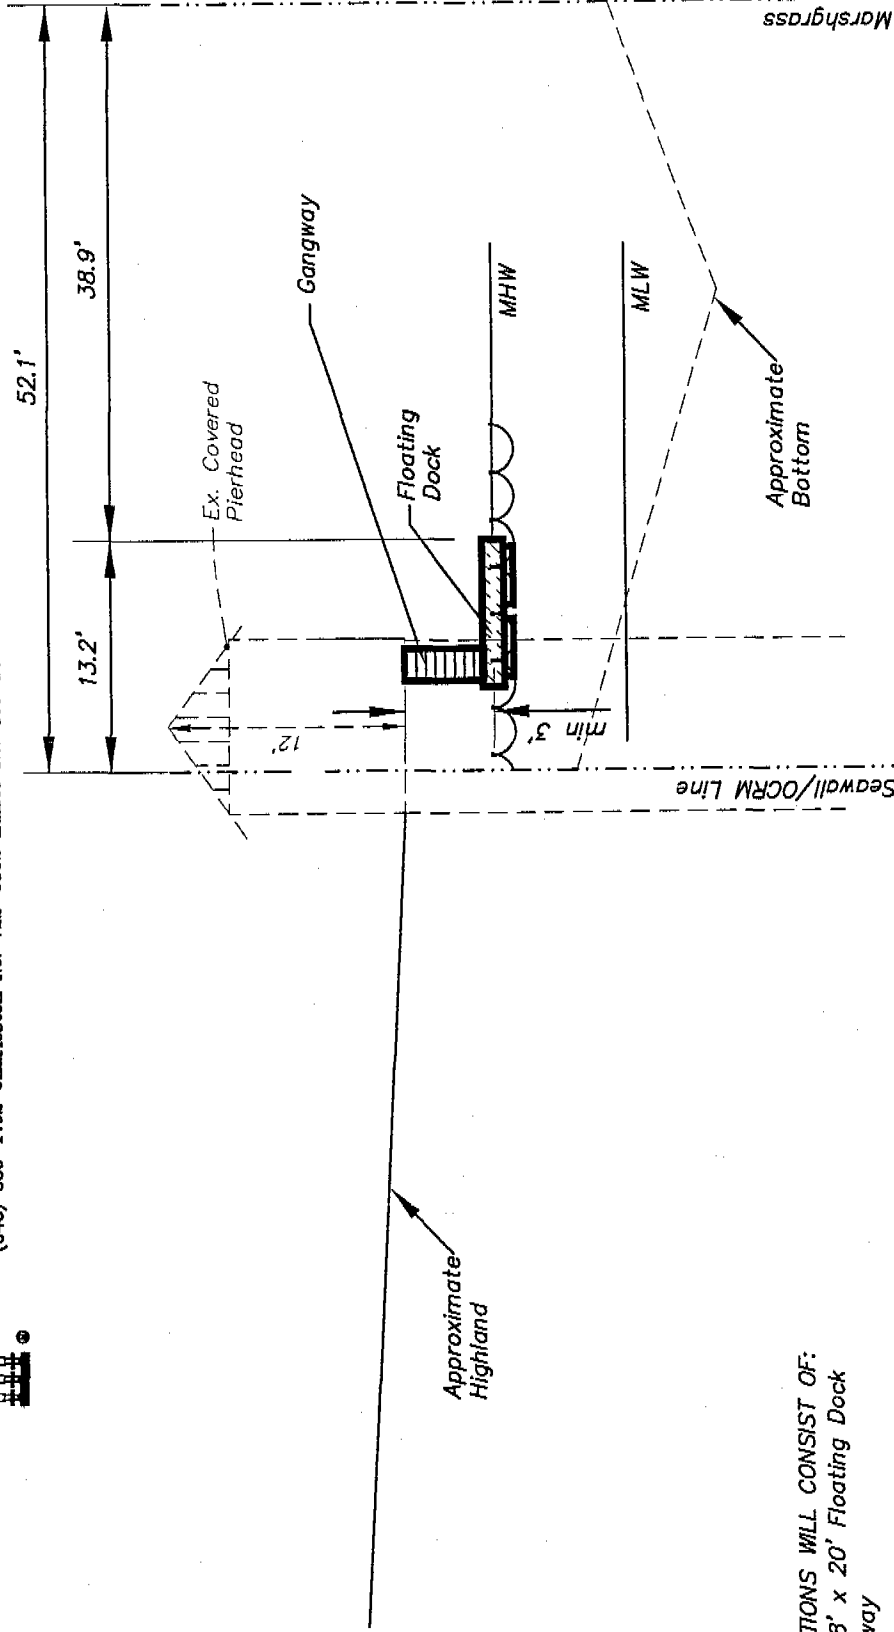 52.1'
38.9'
13.2'
Ex. Covered
Pierhead
Gangway
Floating
Dock
12'
min 3'
MHW
MLW
Approximate
Highland
Approximate
Bottom
Seawall/OCRM Line
Marshgrass
TIONS WILL CONSIST OF:
8' x 20' Floating Dock
way